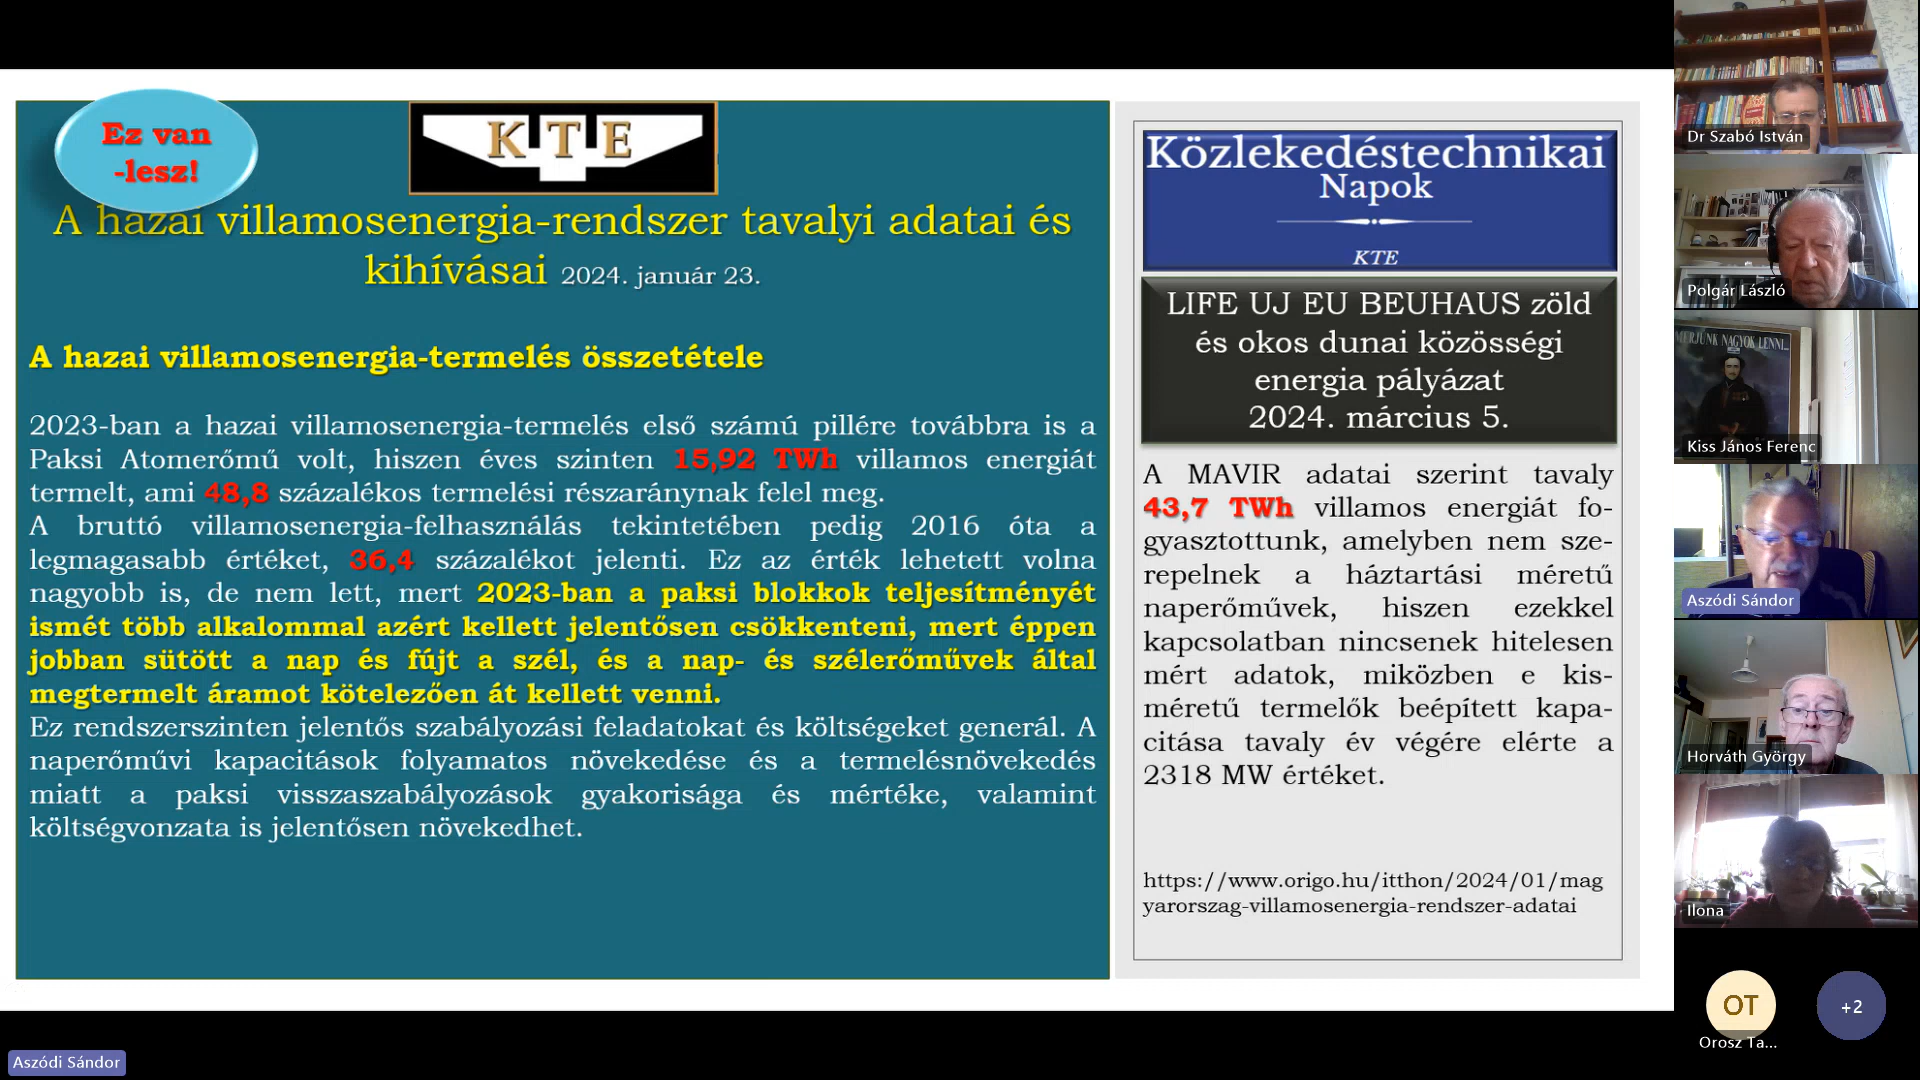 Ez van
-lesz!
K T E
A hazai villamosenergia-rendszer tavalyi adatai és
kihívásai 2024. január 23.
A hazai villamosenergia-termelés összetétele
2023-ban a hazai villamosenergia-termelés első számú pillére továbbra is a
Paksi Atomerőmű volt, hiszen éves szinten 15,92 TWh villamos energiát
termelt, ami 48,8 százalékos termelési részaránynak felel meg.
A bruttó villamosenergia-felhasználás tekintetében pedig 2016 óta a
legmagasabb értéket, 36,4 százalékot jelenti. Ez az érték lehetett volna
nagyobb is, de nem lett, mert 2023-ban a paksi blokkok teljesítményét
ismét több alkalommal azért kellett jelentősen csökkenteni, mert éppen
jobban sütött a nap és fújt a szél, és a nap- és szélerőművek által
megtermelt áramot kötelezően át kellett venni.
Ez rendszerszinten jelentős szabályozási feladatokat és költségeket generál. A
naperőművi kapacitások folyamatos növekedése és a termelésnövekedés
miatt a paksi visszaszabályozások gyakorisága és mértéke, valamint
költségvonzata is jelentősen növekedhet.
Közlekedéstechnikai
Napok
KTE
LIFE UJ EU BEUHAUS zöld
és okos dunai közösségi
energia pályázat
2024. március 5.
A MAVIR adatai szerint tavaly
43,7 TWh villamos energiát fo-
gyasztottunk, amelyben nem sze-
repelnek a háztartási méretű
naperőművek, hiszen ezekkel
kapcsolatban nincsenek hitelesen
mért adatok, miközben e kis-
méretű termelők beépített kapa-
citása tavaly év végére elérte a
2318 MW értéket.
https://www.origo.hu/itthon/2024/01/mag
yarorszag-villamosenergia-rendszer-adatai
Dr Szabó István
Polgár László
MERJÜNK NAGYOK LENNI...
Kiss János Ferenc
Aszódi Sándor
Horváth György
Ilona
OT
+2
Orosz Ta...
Aszódi Sándor